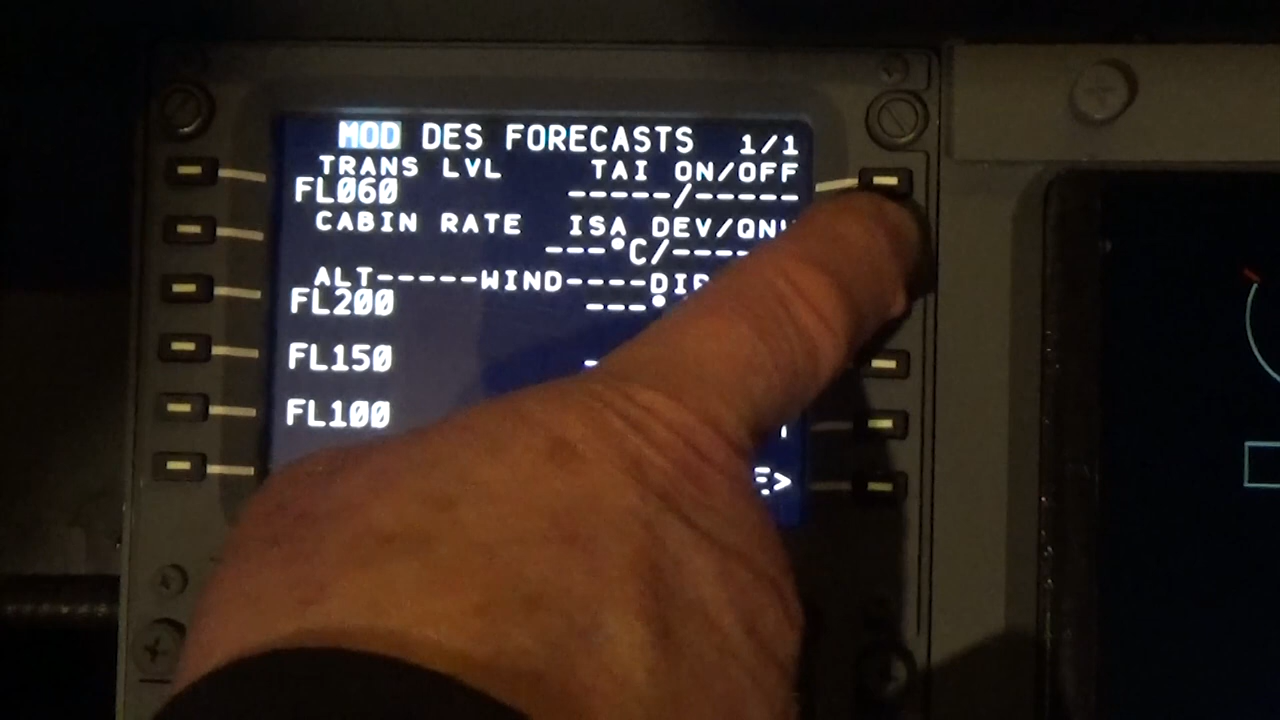 MOD DES FORECASTS 1/1
TRANS LVL TAI ON/OFF
FL060 -----/-----
CABIN RATE ISA DEV/QNH
---°C/----
ALT-----WIND----DIR
FL200 ---°
FL150
FL100
>